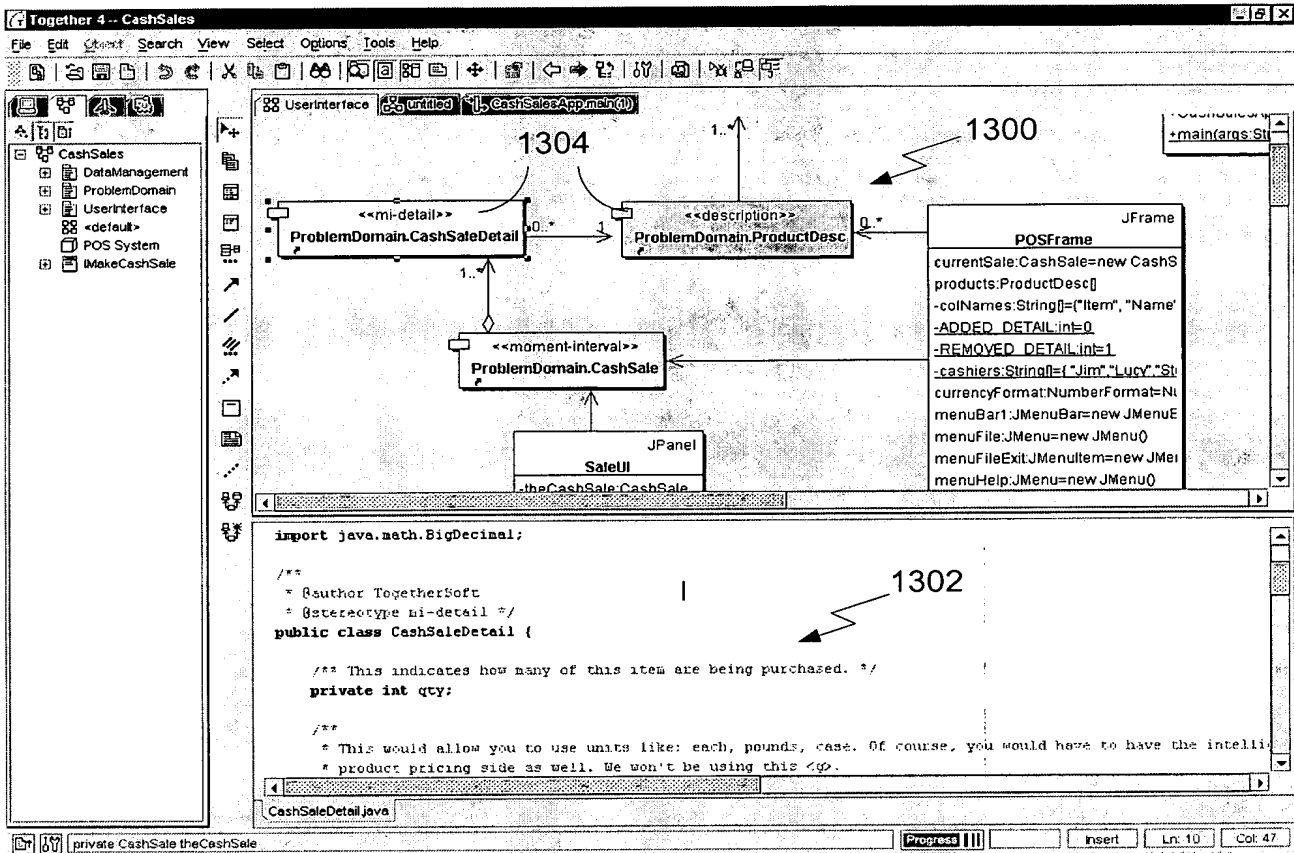 Together 4 -- CashSales
File Edit Object Search View Select Options Tools Help
UserInterface untitled CashSalesApp.main(1)
CashSales
DataManagement
ProblemDomain
UserInterface
<default>
POS System
IMakeCashSale
1304
1300
1..*
+main(args:Stri
<<mi-detail>>
ProblemDomain.CashSaleDetail
0..*
1
<<description>>
ProblemDomain.ProductDesc
0..*
JFrame
POSFrame
currentSale:CashSale=new CashS
products:ProductDesc[]
-colNames:String[]={"Item", "Name"
-ADDED_DETAIL:int=0
-REMOVED_DETAIL:int=1
-cashiers:String[]={ "Jim","Lucy","St
currencyFormat:NumberFormat=Nu
menuBar1:JMenuBar=new JMenuB
menuFile:JMenu=new JMenu()
menuFileExit:JMenuItem=new JMe
menuHelp:JMenu=new JMenu()
1..*
<<moment-interval>>
ProblemDomain.CashSale
JPanel
SaleUI
-theCashSale:CashSale
import java.math.BigDecimal;
/**
* @author TogetherSoft
* @stereotype mi-detail */
public class CashSaleDetail {
1302
/** This indicates how many of this item are being purchased. */
private int qty;
/**
* This would allow you to use units like: each, pounds, case. Of course, you would have to have the intelli
* product pricing side as well. We won't be using this <g>.
CashSaleDetail.java
private CashSale theCashSale
Progress
Insert
Ln: 10
Col: 47